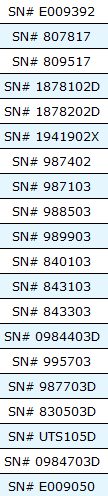 SN# E009392
SN# 807817
SN# 809517
SN# 1878102D
SN# 1878202D
SN# 1941902X
SN# 987402
SN# 987103
SN# 988503
SN# 989903
SN# 840103
SN# 843103
SN# 843303
SN# 0984403D
SN# 995703
SN# 987703D
SN# 830503D
SN# UTS105D
SN# 0984703D
SN# E009050